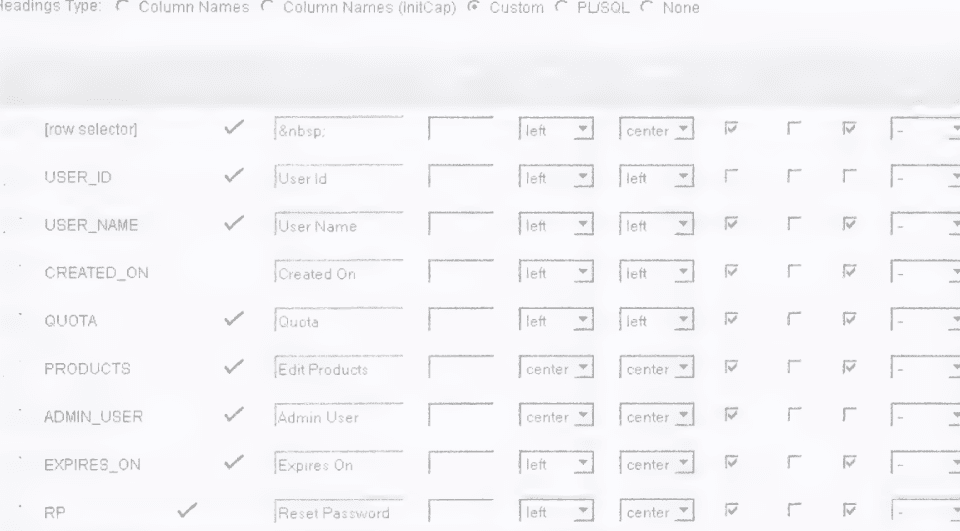 Headings Type: Column Names Column Names (InitCap) Custom PL/SQL None
[row selector] &nbsp; left center -
USER_ID User Id left left -
USER_NAME User Name left left -
CREATED_ON Created On left left -
QUOTA Quota left left -
PRODUCTS Edit Products center center -
ADMIN_USER Admin User center center -
EXPIRES_ON Expires On left center -
RP Reset Password left center -